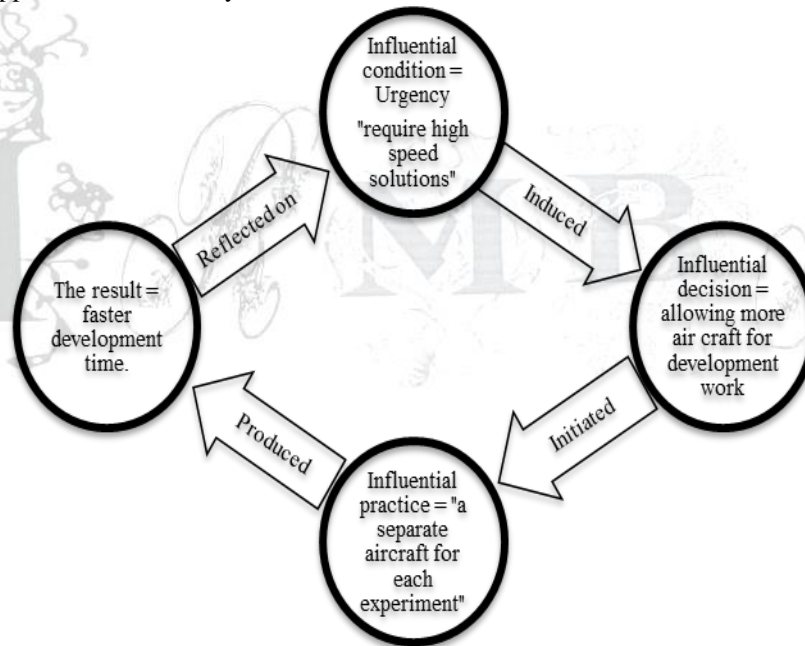 Influential
condition =
Urgency
"require high
speed
solutions"
Induced
Influential
decision =
allowing more
air craft for
development
work
Initiated
Influential
practice = "a
separate
aircraft for
each
experiment"
Produced
The result =
faster
development
time.
Reflected on
MB